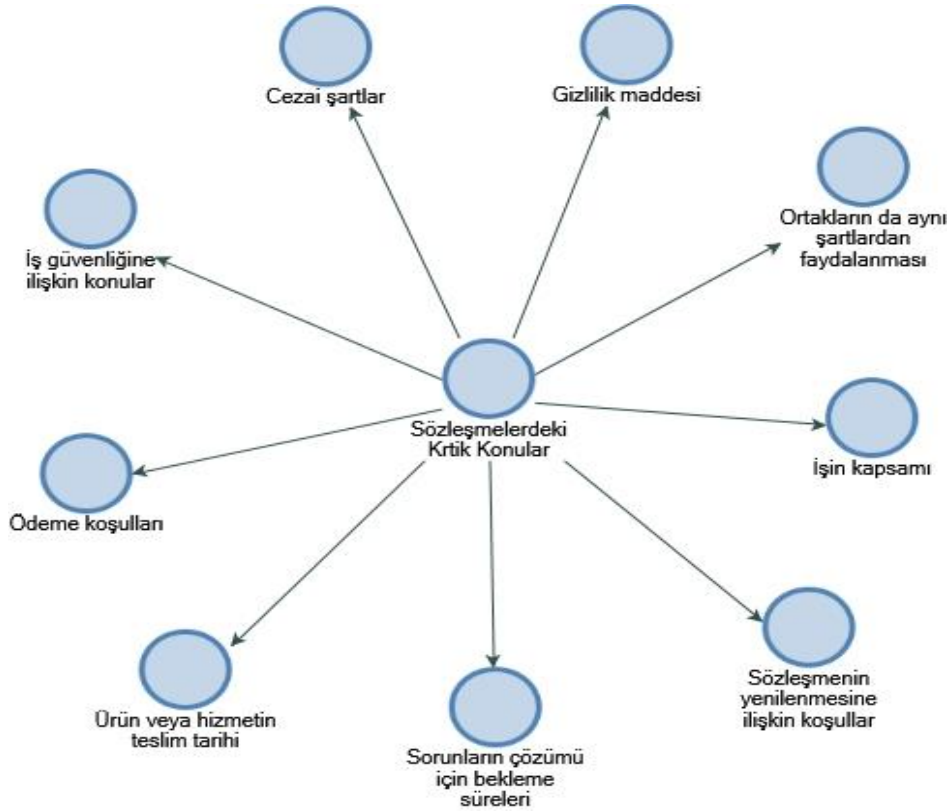 Cezai şartlar
Gizlilik maddesi
Ortakların da aynı
şartlardan
faydalanması
İş güvenliğine
ilişkin konular
Sözleşmelerdeki
Krtik Konular
İşin kapsamı
Ödeme koşulları
Sözleşmenin
yenilenmesine
ilişkin koşullar
Ürün veya hizmetin
teslim tarihi
Sorunların çözümü
için bekleme
süreleri